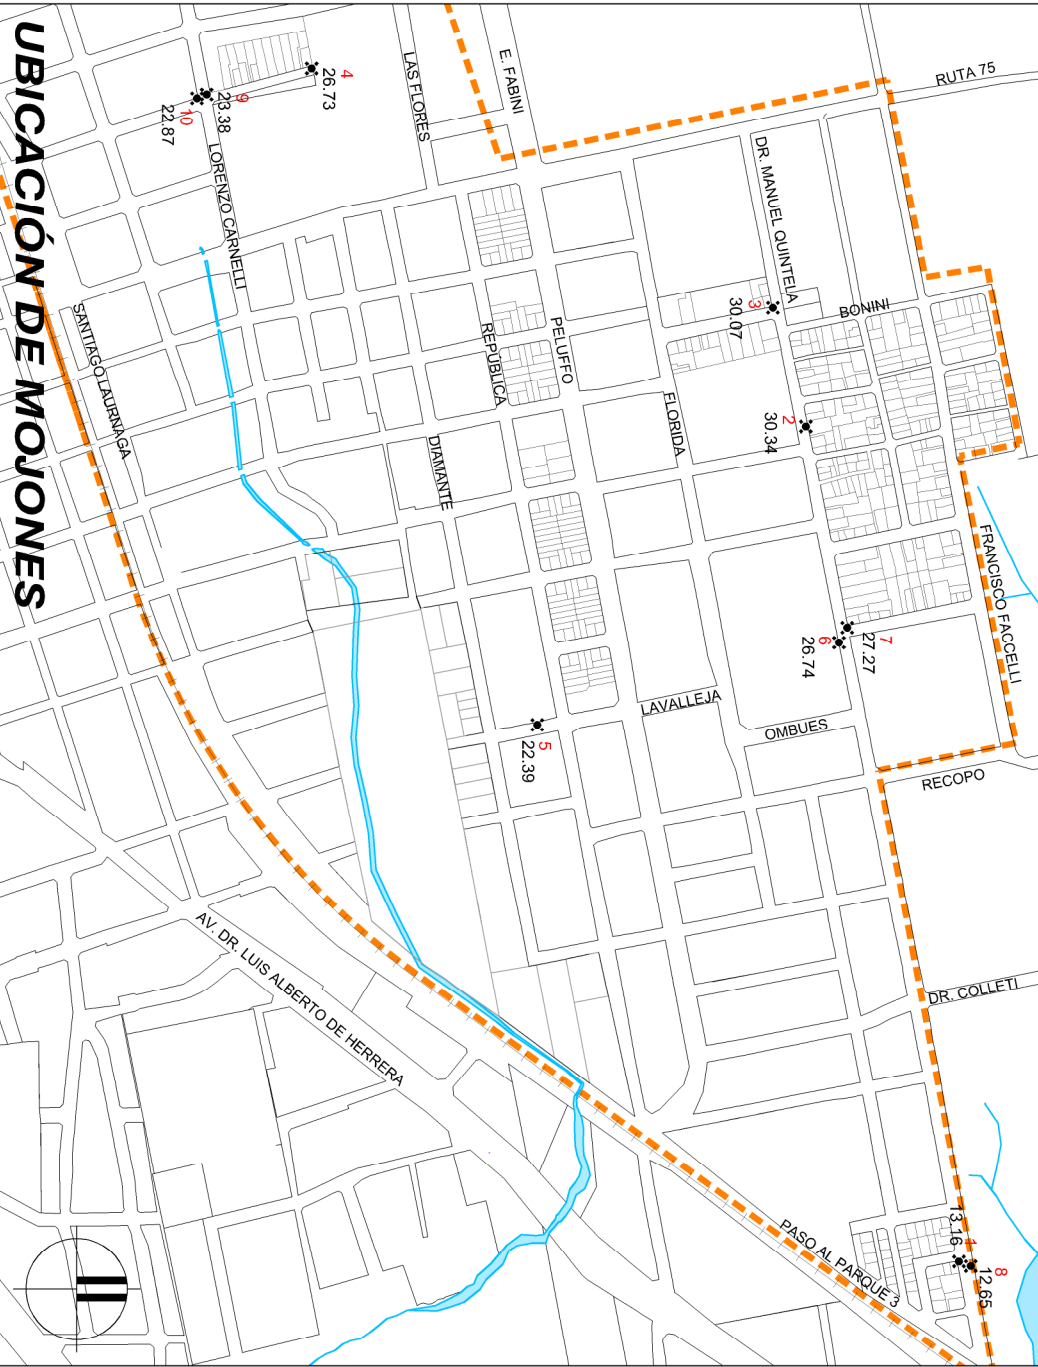 UBICACIÓN DE MOJONES
RUTA 75
E. FABINI
LAS FLORES
4
26.73
9
23.38
10
22.87
LORENZO CARNELLI
DR. MANUEL QUINTELA
3
30.07
BONINI
PELUFFO
REPÚBLICA
SANTIAGO LAURNAGA
FLORIDA
2
30.34
DIAMANTE
FRANCISCO FACCELLI
7
27.27
6
26.74
LAVALLEJA
OMBUES
5
22.39
RECOPO
AV. DR. LUIS ALBERTO DE HERRERA
DR. COLLETI
PASO AL PARQUE 3
1
13.16
8
12.65